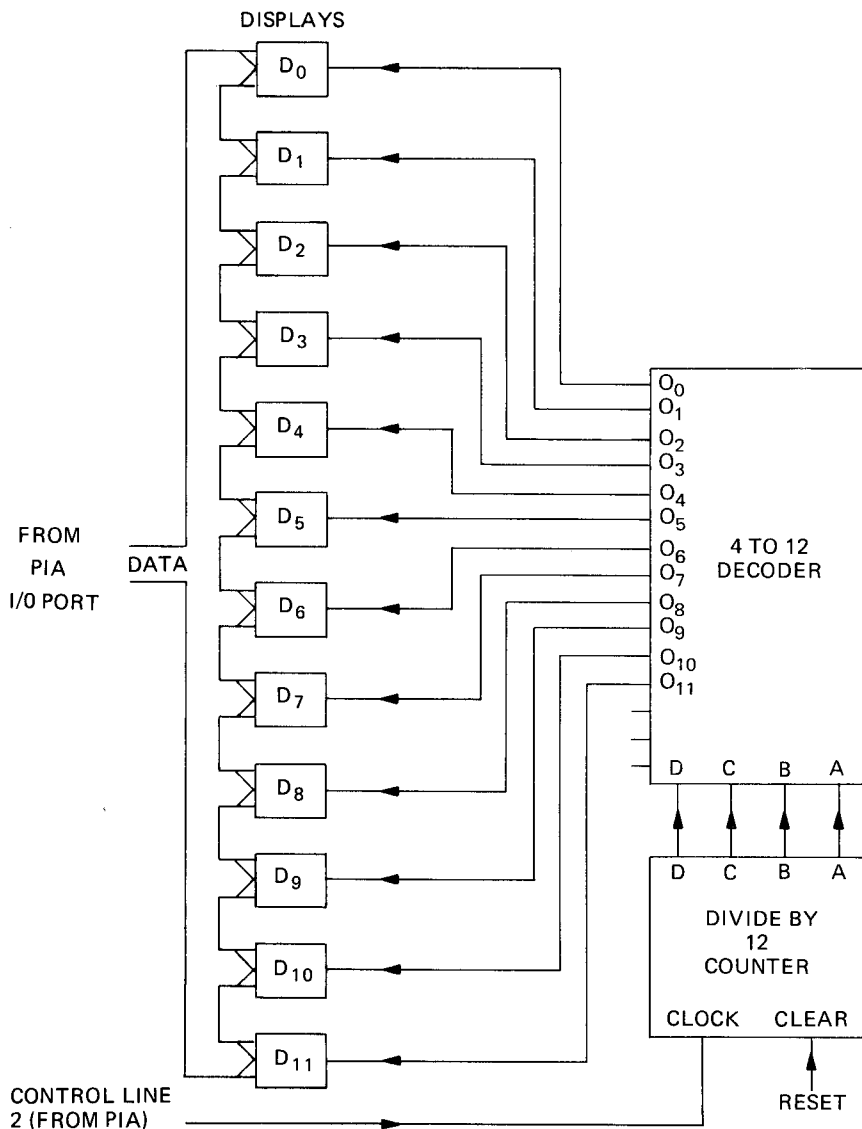 DISPLAYS
D0
D1
D2
D3
D4
D5
D6
D7
D8
D9
D10
D11
FROM
PIA
I/0 PORT
DATA
O0
O1
O2
O3
O4
O5
O6
O7
O8
O9
O10
O11
4 TO 12
DECODER
D C B A
D C B A
DIVIDE BY
12
COUNTER
CLOCK CLEAR
RESET
CONTROL LINE
2 (FROM PIA)